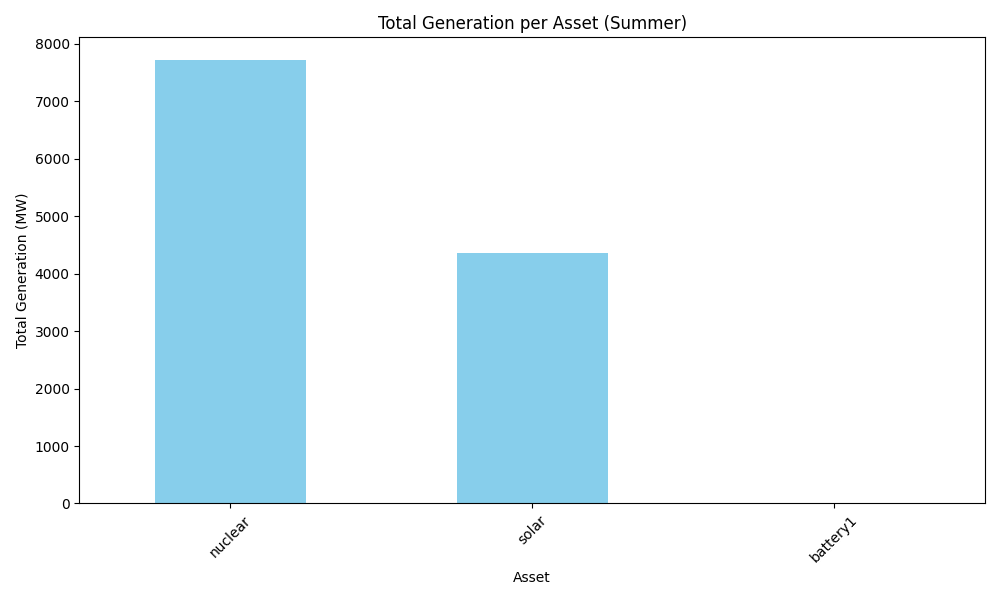 Total Generation per Asset (Summer)
Total Generation (MW)
8000
7000
6000
5000
4000
3000
2000
1000
0
nuclear
solar
battery1
Asset